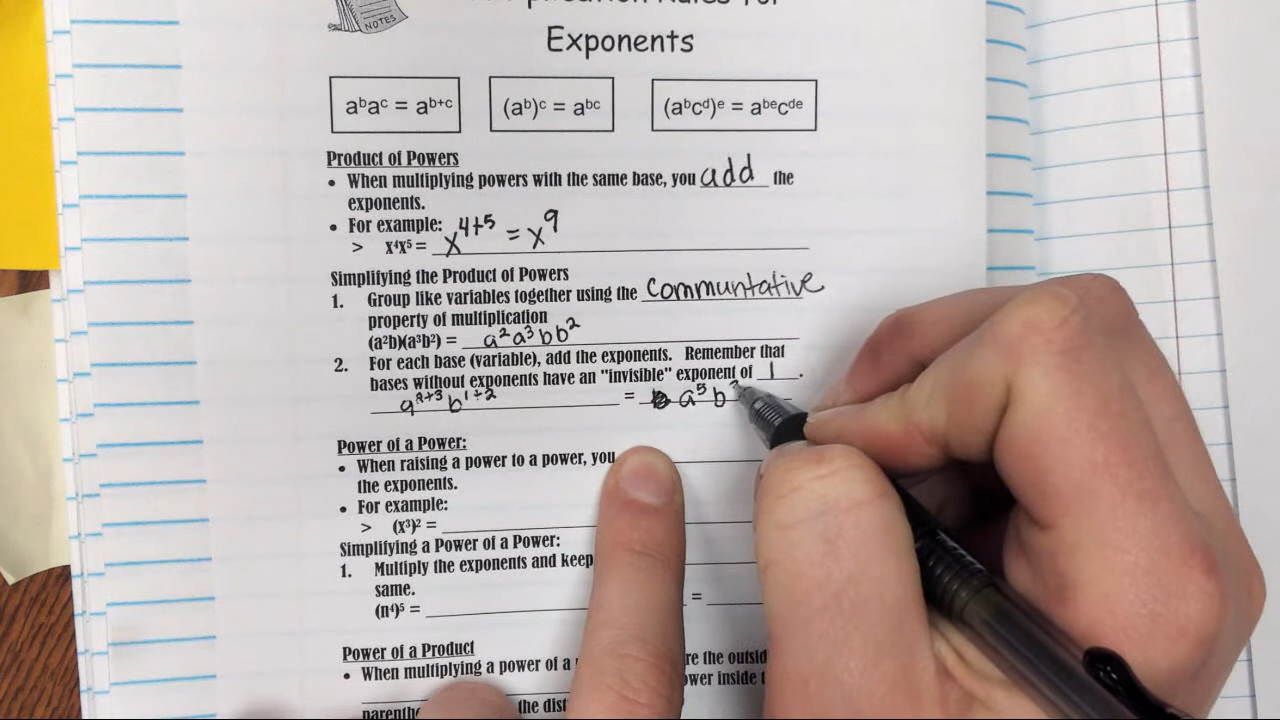 NOTES
Exponents
aᵇaᶜ = aᵇ⁺ᶜ (aᵇ)ᶜ = aᵇᶜ (aᵇcᵈ)ᵉ = aᵇᵉcᵈᵉ
Product of Powers
• When multiplying powers with the same base, you add the
exponents.
• For example:
> x⁴x⁵ = x⁴⁺⁵ = x⁹
Simplifying the Product of Powers
1. Group like variables together using the Communtative
property of multiplication
(a²b)(a³b²) = a²a³bb²
2. For each base (variable), add the exponents. Remember that
bases without exponents have an "invisible" exponent of 1.
a²⁺³ b¹⁺² = a⁵ b
Power of a Power:
• When raising a power to a power, you
the exponents.
• For example:
> (x³)² =
Simplifying a Power of a Power:
1. Multiply the exponents and keep
same.
(n⁴)⁵ = =
Power of a Product
• When multiplying a power of a the outsid
inside
the